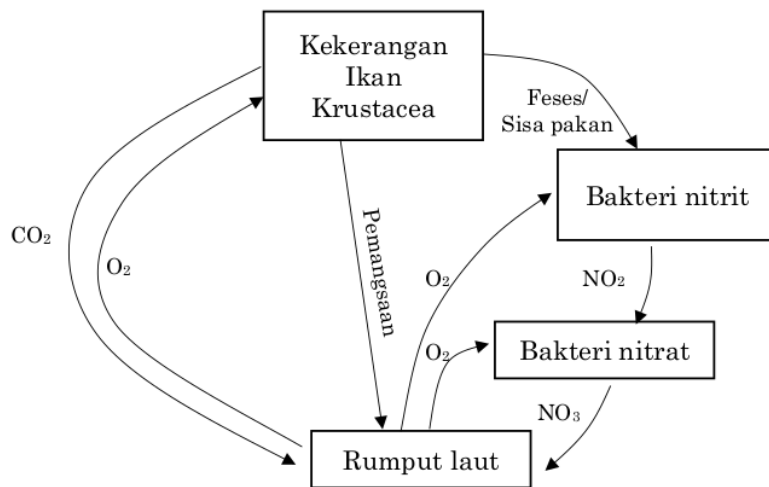 Kekerangan
Ikan
Krustacea
Feses/
Sisa pakan
Bakteri nitrit
CO₂
O₂
Pemangsaan
O₂
NO₂
O₂
Bakteri nitrat
NO₃
Rumput laut